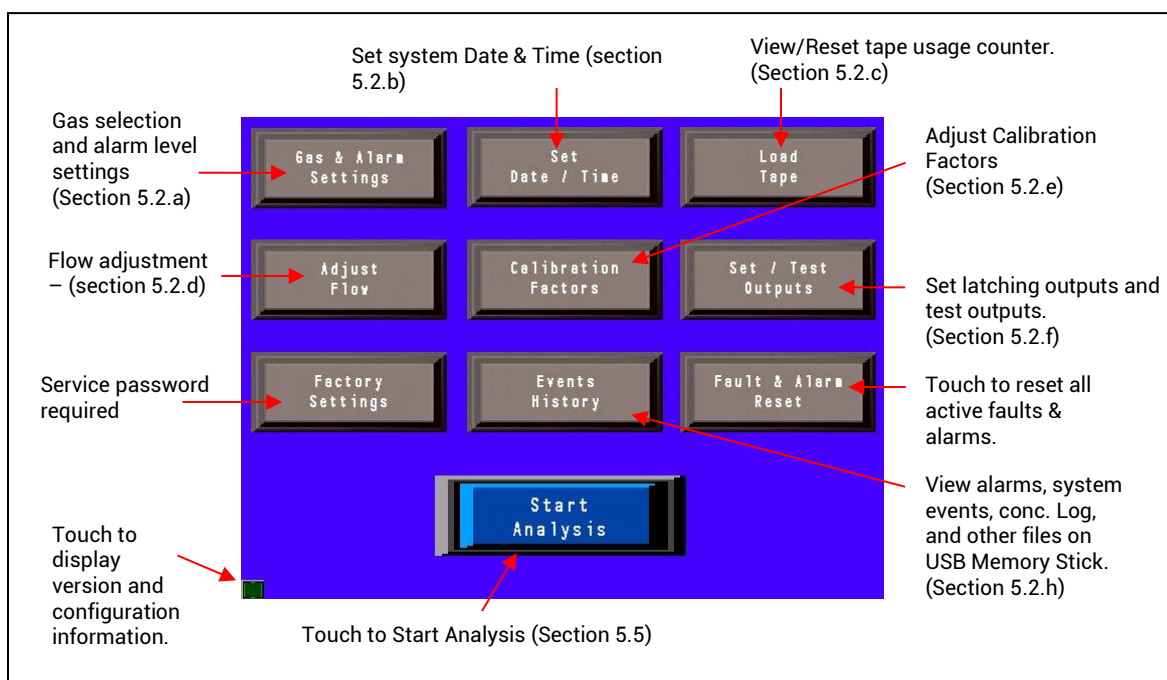 Set system Date & Time (section
5.2.b)
View/Reset tape usage counter.
(Section 5.2.c)
Gas selection
and alarm level
settings
(Section 5.2.a)
Gas & Alarm
Settings
Set
Date / Time
Load
Tape
Adjust Calibration
Factors
(Section 5.2.e)
Flow adjustment
– (section 5.2.d)
Adjust
Flow
Calibration
Factors
Set / Test
Outputs
Set latching outputs and
test outputs.
(Section 5.2.f)
Service password
required
Factory
Settings
Events
History
Fault & Alarm
Reset
Touch to reset all
active faults &
alarms.
View alarms, system
events, conc. Log,
and other files on
USB Memory Stick.
(Section 5.2.h)
Start
Analysis
Touch to
display
version and
configuration
information.
Touch to Start Analysis (Section 5.5)